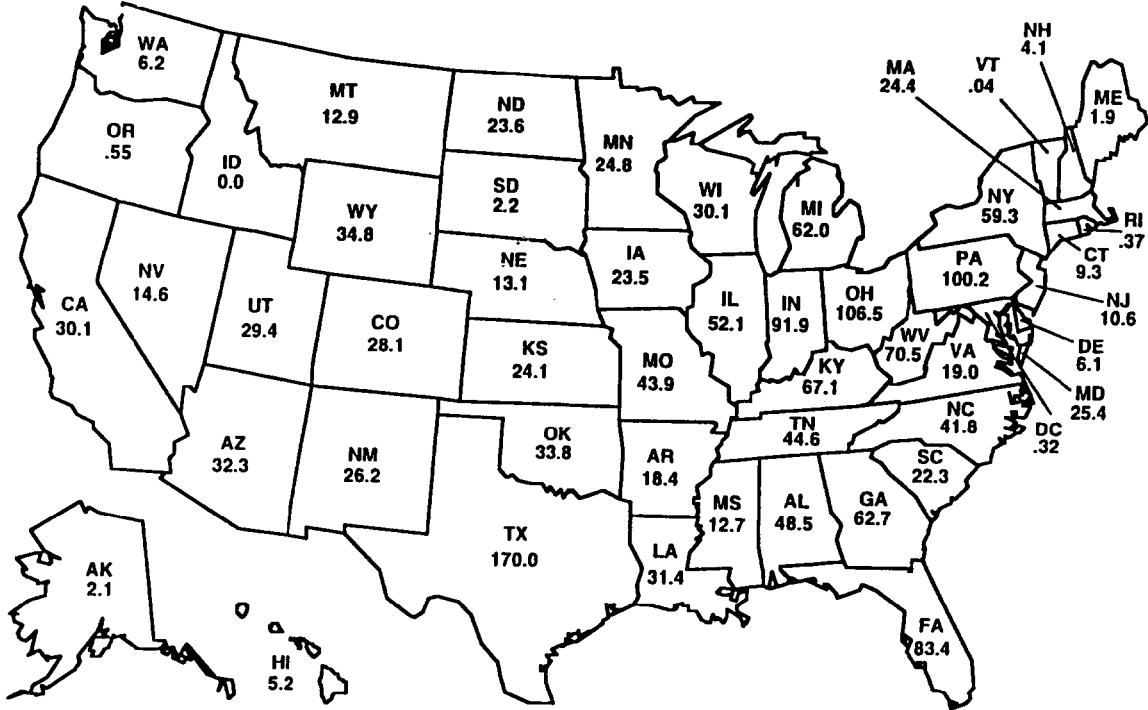 NH
4.1
MA
24.4
VT
.04
ME
1.9
WA
6.2
MT
12.9
ND
23.6
MN
24.8
OR
.55
ID
0.0
SD
2.2
WI
30.1
MI
62.0
NY
59.3
RI
.37
WY
34.8
CT
9.3
NE
13.1
IA
23.5
PA
100.2
NV
14.6
NJ
10.6
CA
30.1
UT
29.4
CO
28.1
IL
52.1
IN
91.9
OH
106.5
WV
70.5
VA
19.0
DE
6.1
KS
24.1
MO
43.9
KY
67.1
MD
25.4
DC
.32
NC
41.8
TN
44.6
AZ
32.3
NM
26.2
OK
33.8
AR
18.4
SC
22.3
MS
12.7
AL
48.5
GA
62.7
TX
170.0
LA
31.4
AK
2.1
HI
5.2
FA
83.4